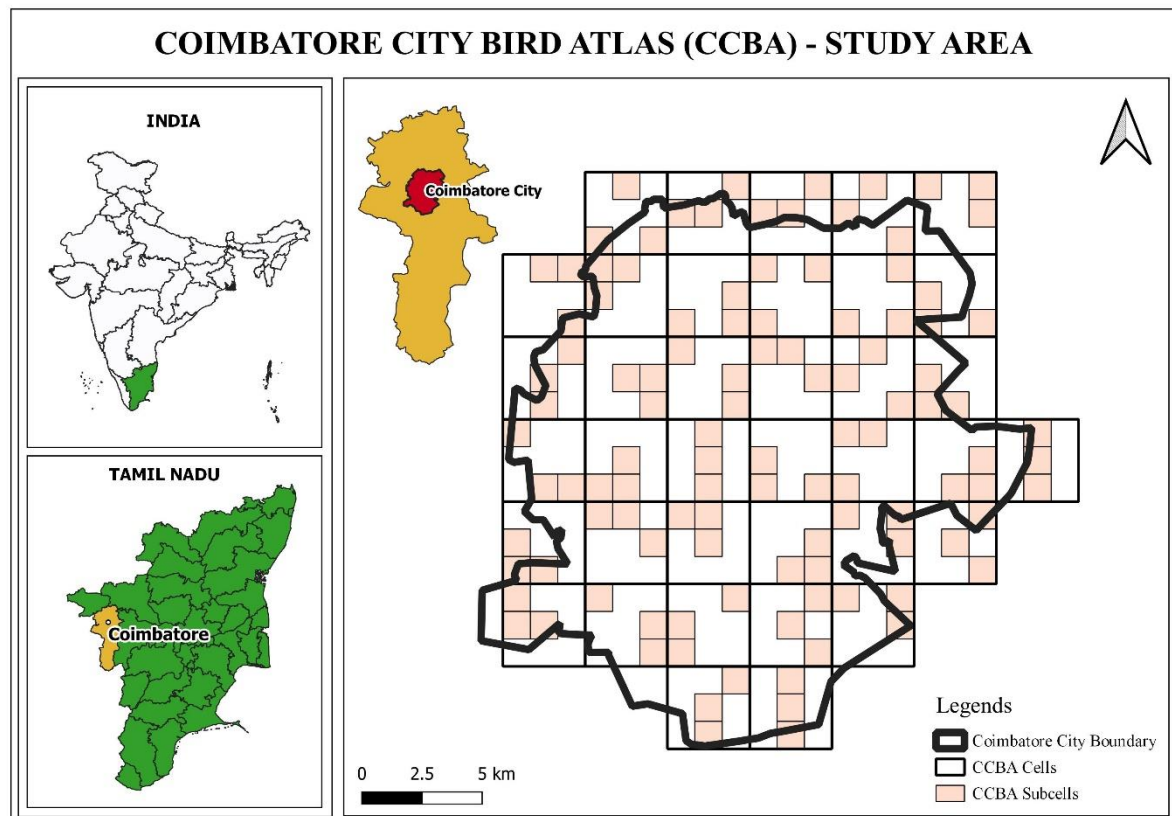 COIMBATORE CITY BIRD ATLAS (CCBA) - STUDY AREA
INDIA
TAMIL NADU
Coimbatore
Coimbatore City
Legends
Coimbatore City Boundary
CCBA Cells
CCBA Subcells
0 2.5 5 km